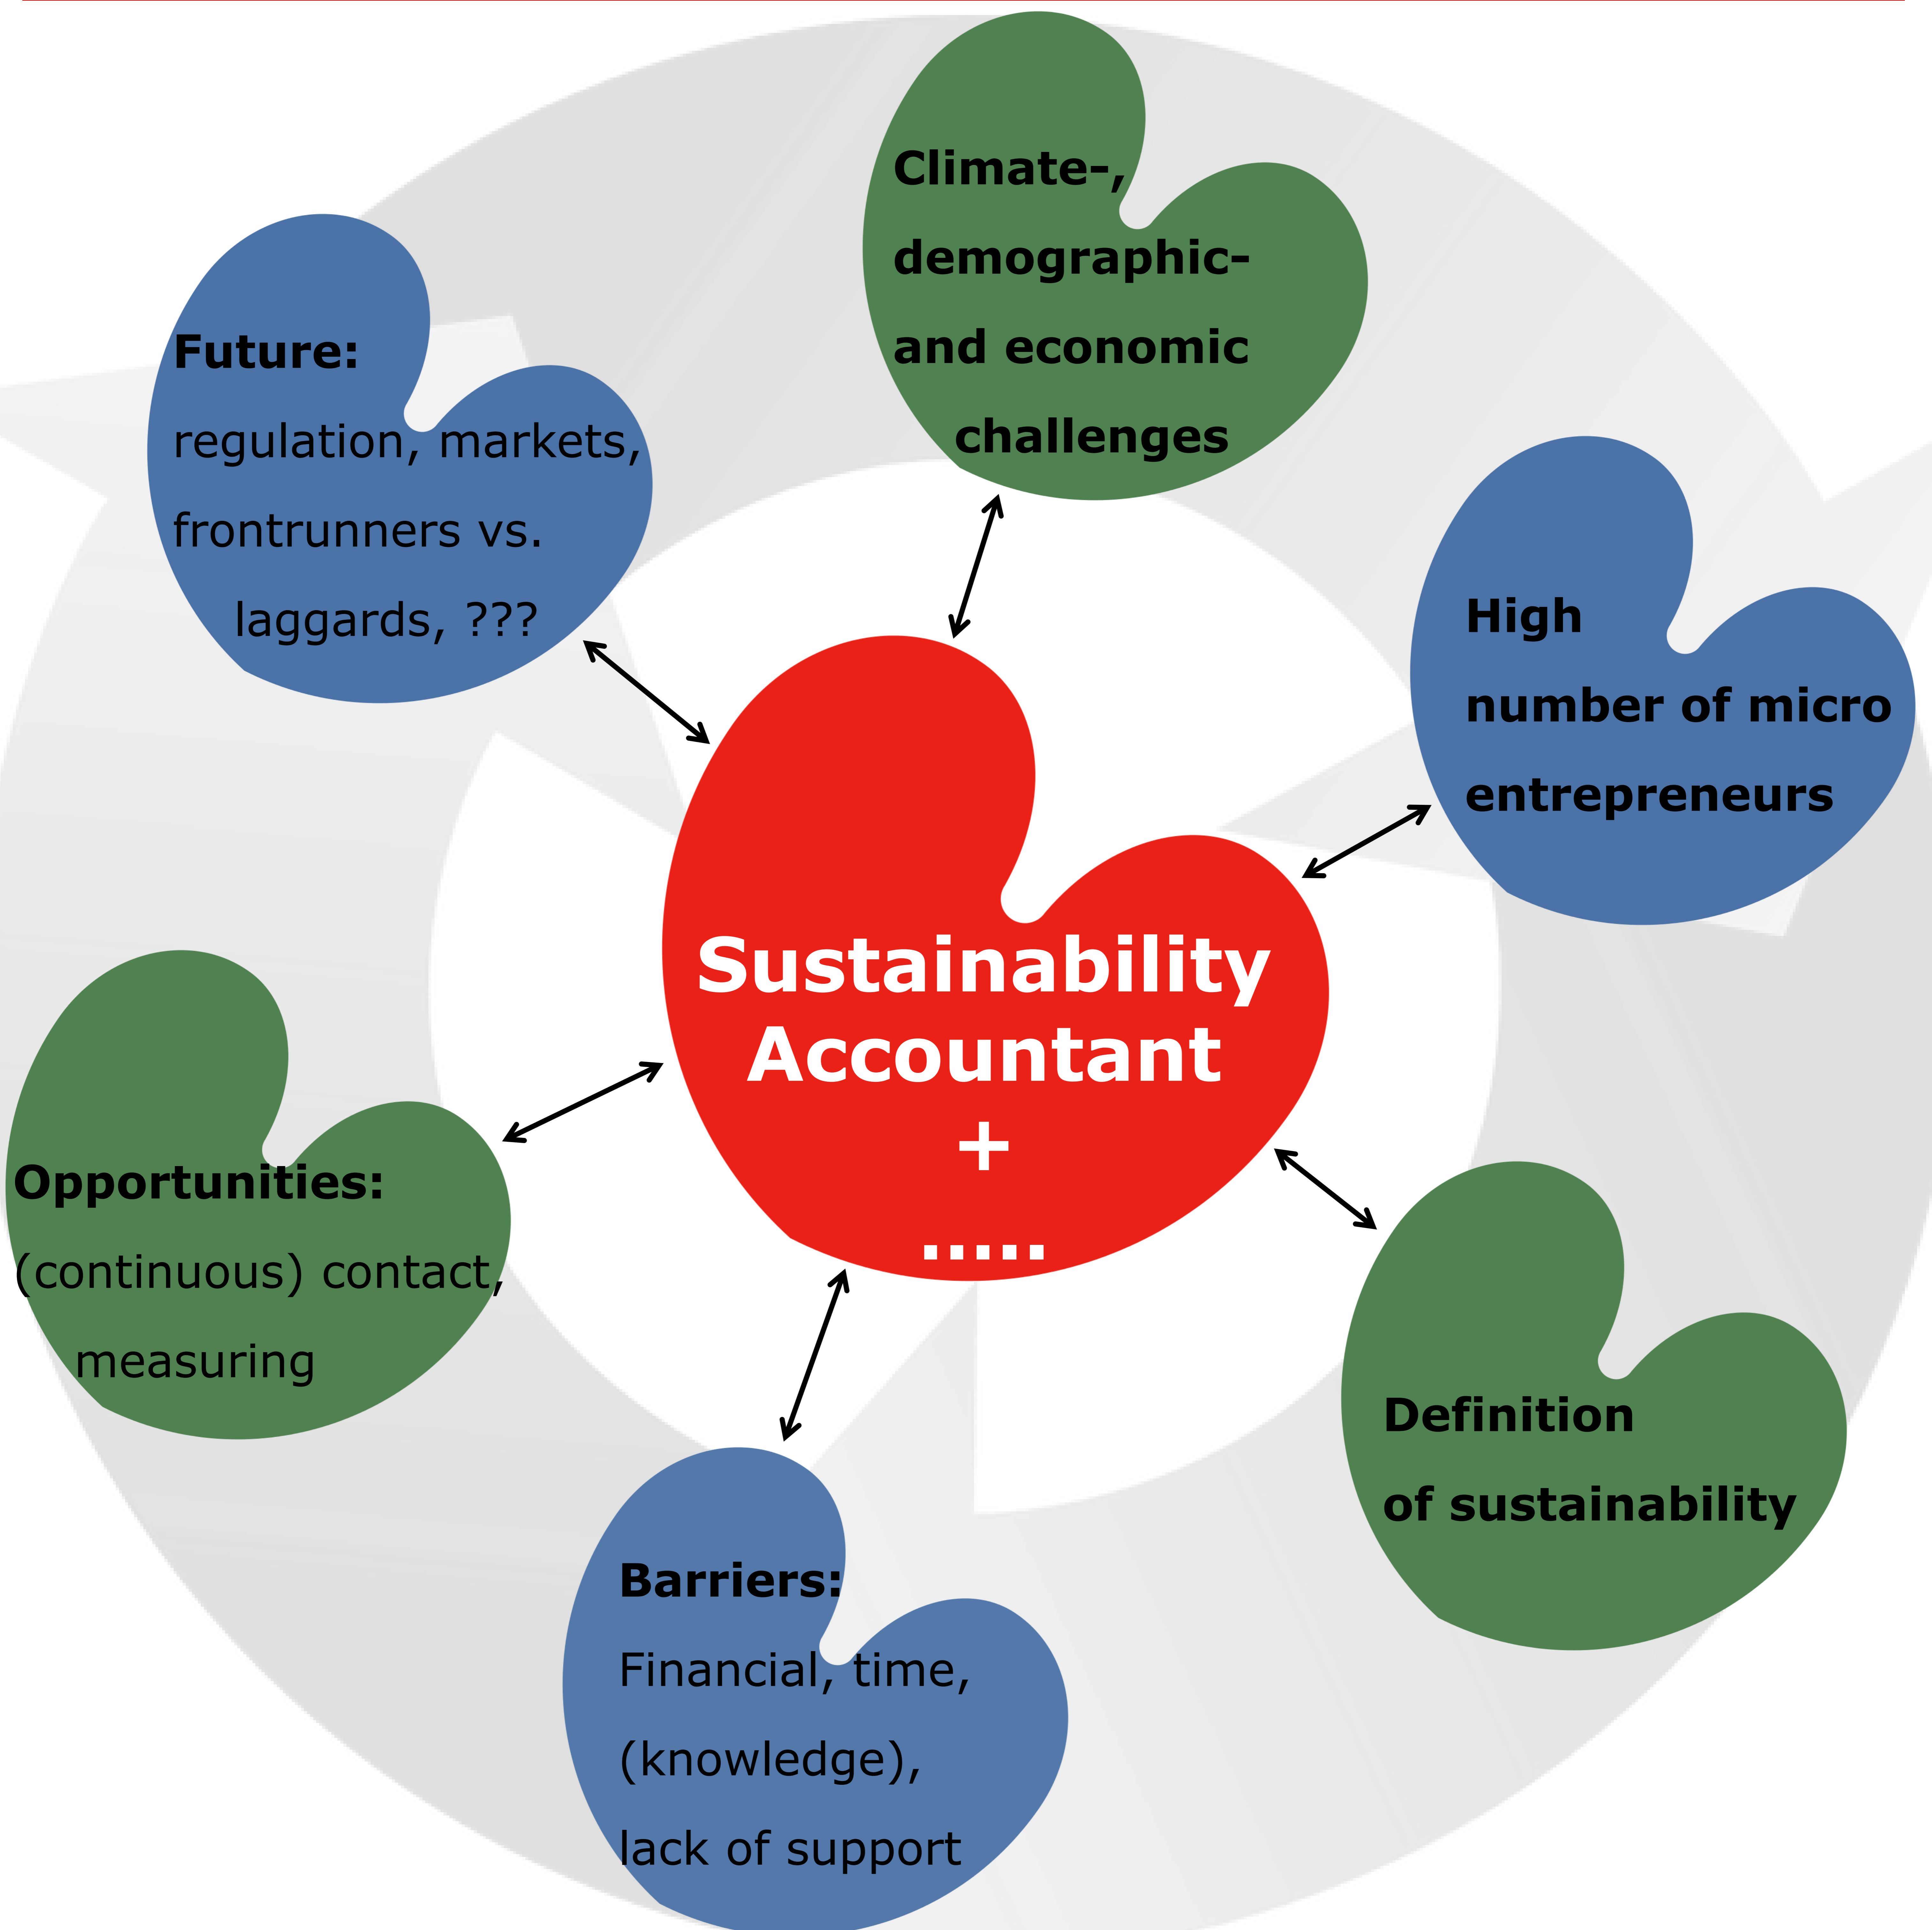 Climate-,
demographic-
and economic
challenges
Future:
regulation, markets,
frontrunners vs.
laggards, ???
High
number of micro
entrepreneurs
Sustainability
Accountant
+
.....
Opportunities:
(continuous) contact,
measuring
Definition
of sustainability
Barriers:
Financial, time,
(knowledge),
lack of support